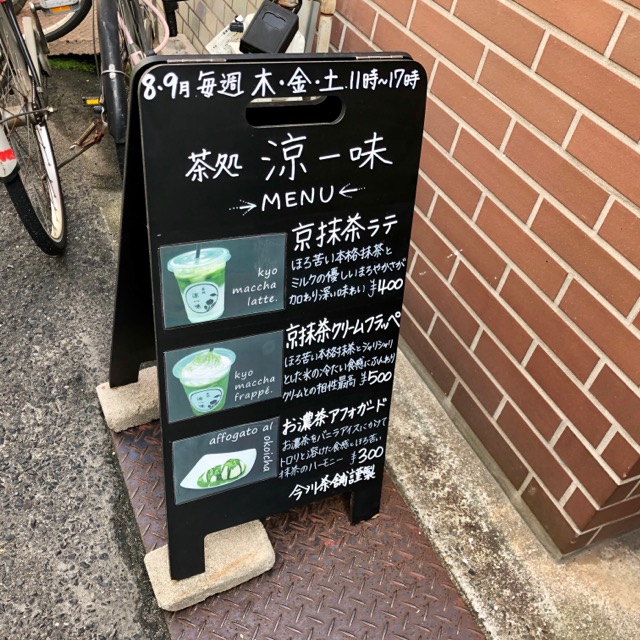 8・9月 毎週 木・金・土 11時〜17時
茶処 涼一味
MENU
京抹茶ラテ
ほろ苦い本格抹茶と
ミルクの優しいまろやかさが
加わり深い味わい ¥400
kyo
maccha
latte.
京抹茶クリームフラッペ
ほろ苦い本格抹茶とジャリシャリ
とした氷の冷たい食感にふんわり
クリームとの相性最高 ¥500
kyo
maccha
frappé.
お濃茶アフォガード
お濃茶をバニラアイスにかけて
トロリと溶けた食感とほろ苦い
抹茶のハーモニー ¥300
affogato al
okoicha
今川茶舗謹製